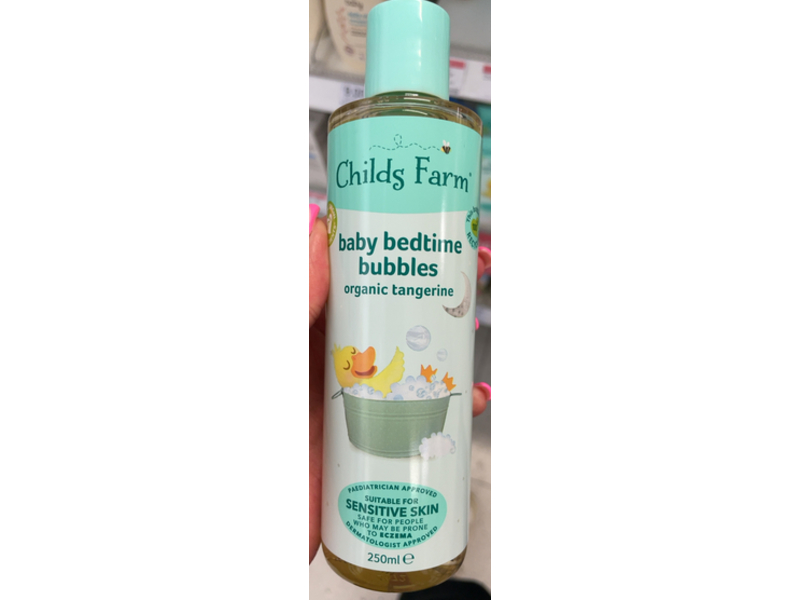 Childs Farm
baby bedtime
bubbles
organic tangerine
PAEDIATRICIAN APPROVED
SUITABLE FOR
SENSITIVE SKIN
SAFE FOR PEOPLE
WHO MAY BE PRONE
TO ECZEMA
DERMATOLOGIST APPROVED
250ml ℮